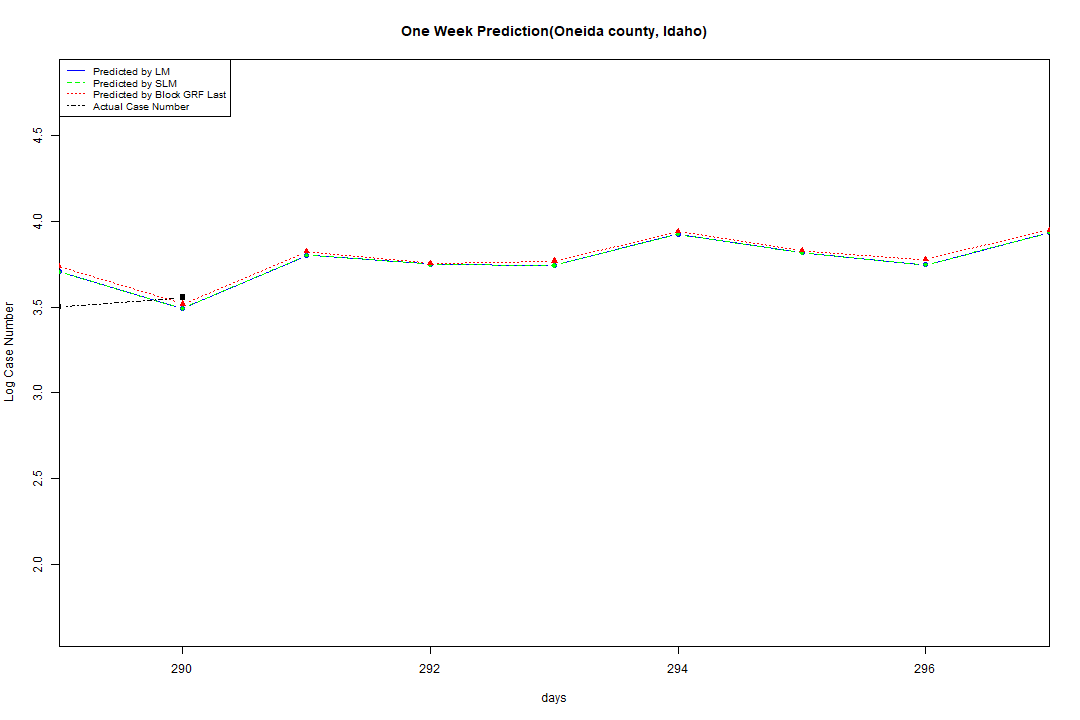 One Week Prediction(Oneida county, Idaho)
Predicted by LM
Predicted by SLM
Predicted by Block GRF Last
Actual Case Number
4.5
4.0
3.5
3.0
2.5
2.0
Log Case Number
290 292 294 296
days